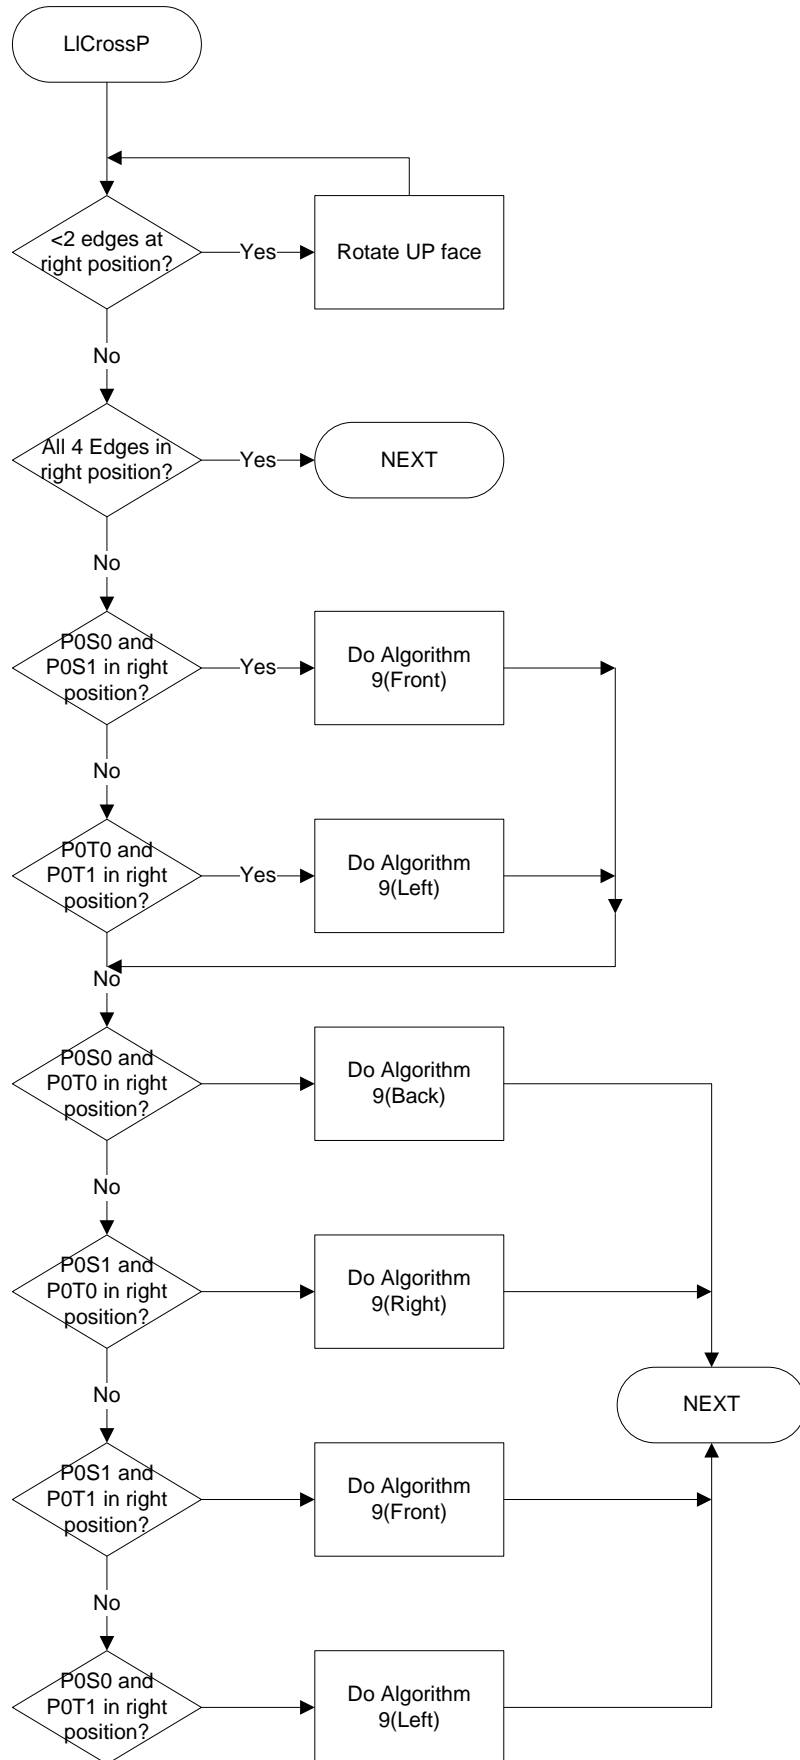 LlCrossP
<2 edges at
right position?
Yes
Rotate UP face
No
All 4 Edges in
right position?
Yes
NEXT
No
P0S0 and
P0S1 in right
position?
Yes
Do Algorithm
9(Front)
No
P0T0 and
P0T1 in right
position?
Yes
Do Algorithm
9(Left)
No
P0S0 and
P0T0 in right
position?
Do Algorithm
9(Back)
No
P0S1 and
P0T0 in right
position?
Do Algorithm
9(Right)
No
NEXT
P0S1 and
P0T1 in right
position?
Do Algorithm
9(Front)
No
P0S0 and
P0T1 in right
position?
Do Algorithm
9(Left)